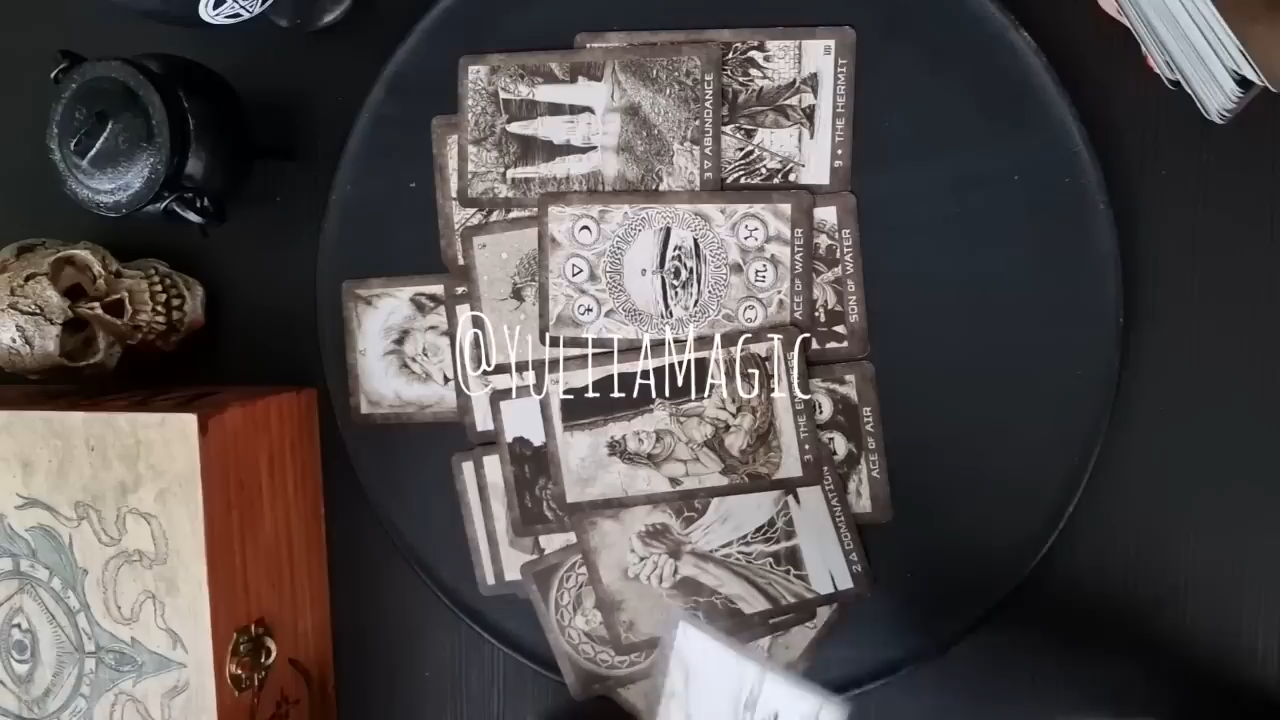 UP
9 ✦ THE HERMIT
3 ▽ ABUNDANCE
ACE OF WATER
SON OF WATER
@YULIIAMAGIC
3 ✦ THE EMPRESS
ACE OF AIR
2 △ DOMINATION